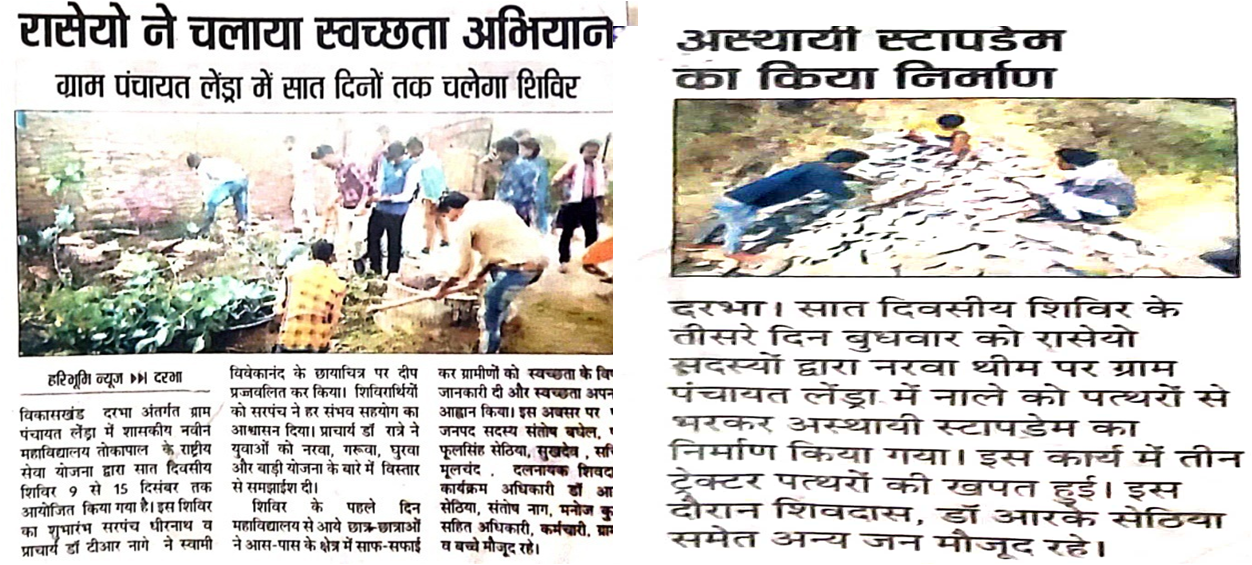 रासेयो ने चलाया स्वच्छता अभियान
ग्राम पंचायत लेंड्रा में सात दिनों तक चलेगा शिविर
हरिभूमि न्यूज ▶▶। दरभा
विकासखंड दरभा अंतर्गत ग्राम
पंचायत लेंड्रा में शासकीय नवीन
महाविद्यालय तोकापाल के राष्ट्रीय
सेवा योजना द्वारा सात दिवसीय
शिविर 9 से 15 दिसंबर तक
आयोजित किया गया है। इस शिविर
का शुभारंभ सरपंच धीरनाथ व
प्राचार्य डॉ टीआर नागे ने स्वामी
विवेकानंद के छायाचित्र पर दीप
प्रज्जवलित कर किया। शिविरार्थियों
को सरपंच ने हर संभव सहयोग का
आश्वासन दिया। प्राचार्य डॉ रात्रे ने
युवाओं को नरवा, गरूवा, घुरवा
और बाड़ी योजना के बारे में विस्तार
से समझाईश दी।
शिविर के पहले दिन
महाविद्यालय से आये छात्र-छात्राओं
ने आस-पास के क्षेत्र में साफ-सफाई
कर ग्रामीणों को स्वच्छता के
जानकारी दी और स्वच्छता
आह्वान किया। इस अवसर पर
जनपद सदस्य संतोष बघेल,
फूलसिंह सेठिया, सुखदेव,
मूलचंद, दलनायक
कार्यक्रम अधिकारी डॉ
सेठिया, संतोष नाग, मनोज
सहित अधिकारी, कर्मचारी,
व बच्चे मौजूद रहे।
अस्थायी स्टापडेम
का किया निर्माण
दरभा। सात दिवसीय शिविर के
तीसरे दिन बुधवार को रासेयो
सदस्यों द्वारा नरवा थीम पर ग्राम
पंचायत लेंड्रा में नाले को पत्थरों से
भरकर अस्थायी स्टापडेम का
निर्माण किया गया। इस कार्य में तीन
ट्रेक्टर पत्थरों की खपत हुई। इस
दौरान शिवदास, डॉ आरके सेठिया
समेत अन्य जन मौजूद रहे।